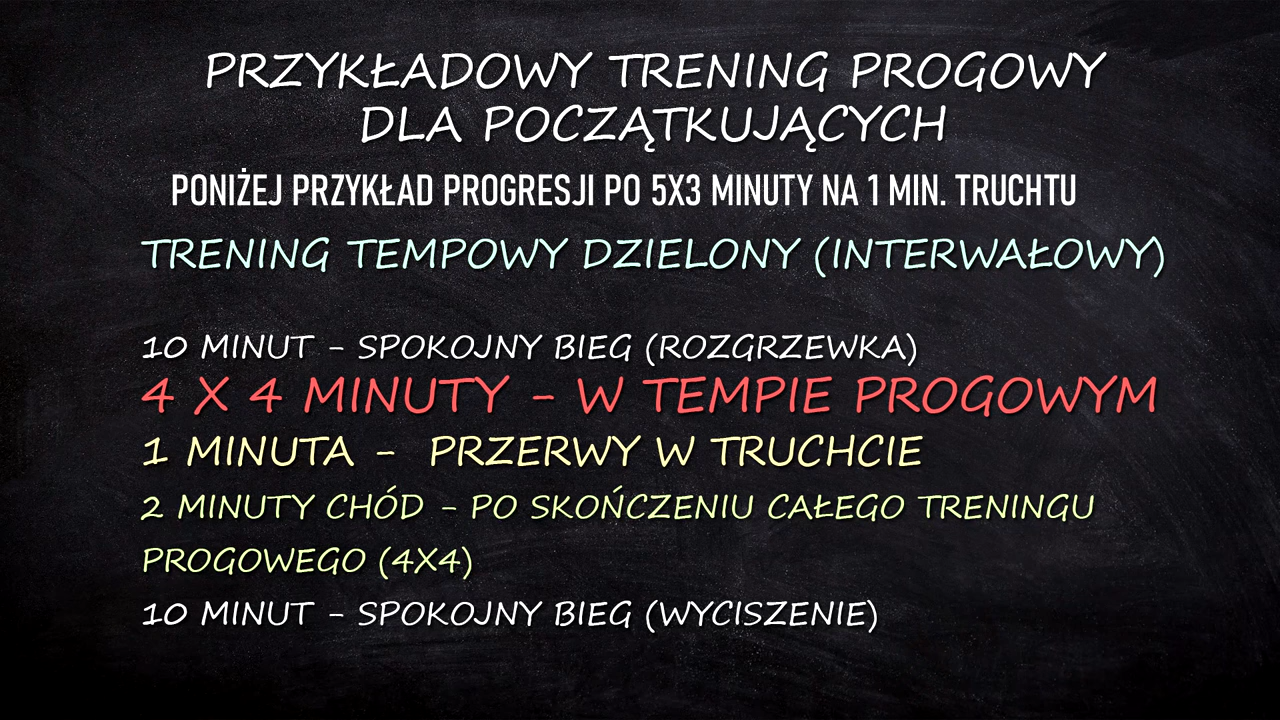 PRZYKŁADOWY TRENING PROGOWY
DLA POCZĄTKUJĄCYCH
PONIŻEJ PRZYKŁAD PROGRESJI PO 5X3 MINUTY NA 1 MIN. TRUCHTU
TRENING TEMPOWY DZIELONY (INTERWAŁOWY)
10 MINUT - SPOKOJNY BIEG (ROZGRZEWKA)
4 X 4 MINUTY - W TEMPIE PROGOWYM
1 MINUTA - PRZERWY W TRUCHCIE
2 MINUTY CHÓD - PO SKOŃCZENIU CAŁEGO TRENINGU
PROGOWEGO (4X4)
10 MINUT - SPOKOJNY BIEG (WYCISZENIE)